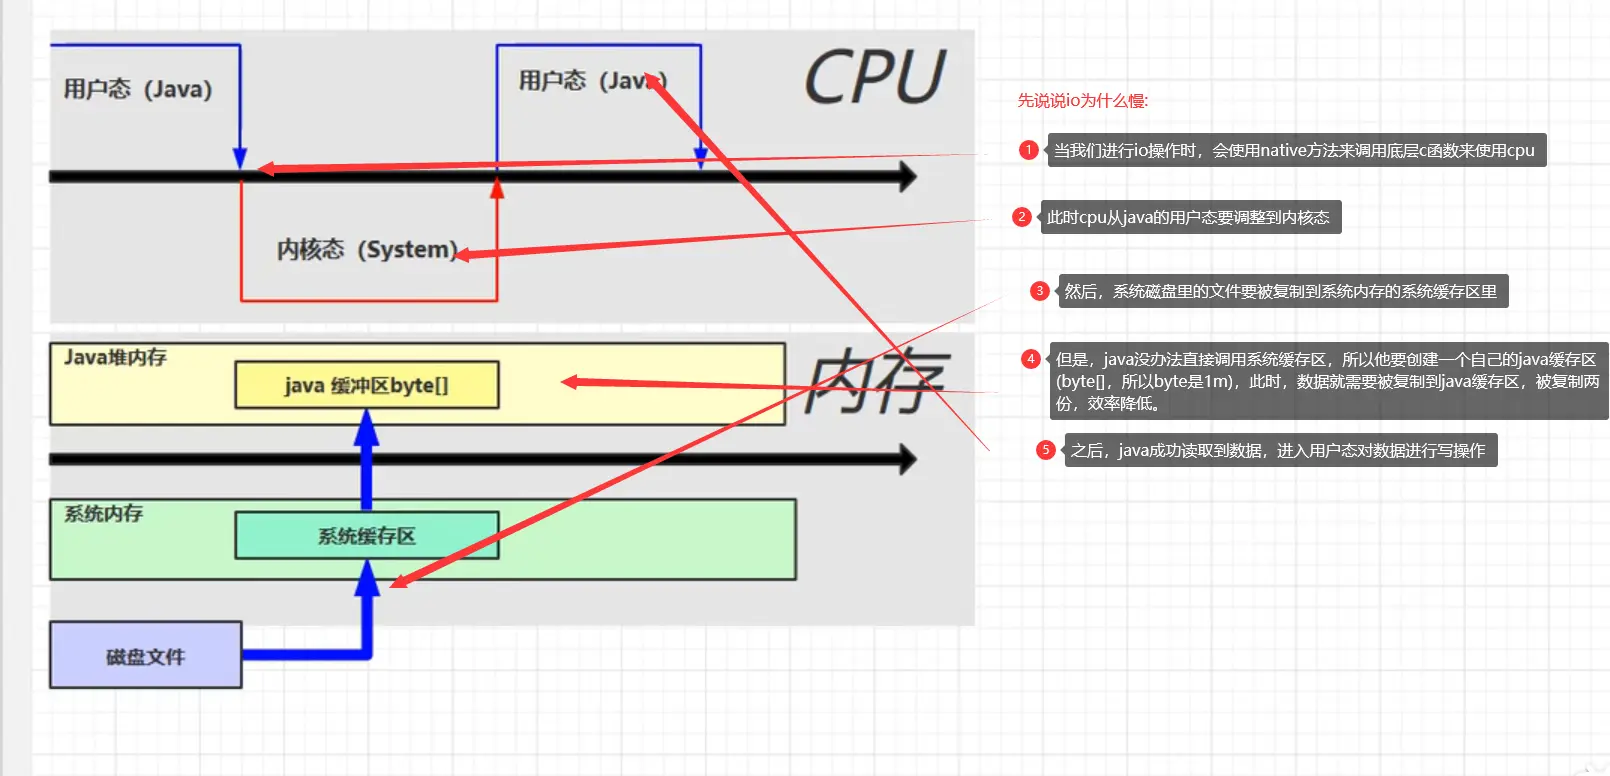 用户态（Java）
用户态（Java）
CPU
内核态（System）
Java堆内存
java 缓冲区byte[]
内存
系统内存
系统缓存区
磁盘文件
先说说io为什么慢:
1 当我们进行io操作时，会使用native方法来调用底层c函数来使用cpu
2 此时cpu从java的用户态要调整到内核态
3 然后，系统磁盘里的文件要被复制到系统内存的系统缓存区里
4 但是，java没办法直接调用系统缓存区，所以他要创建一个自己的java缓存区
(byte[]，所以byte是1m)，此时，数据就需要被复制到java缓存区，被复制两
份，效率降低。
5 之后，java成功读取到数据，进入用户态对数据进行写操作